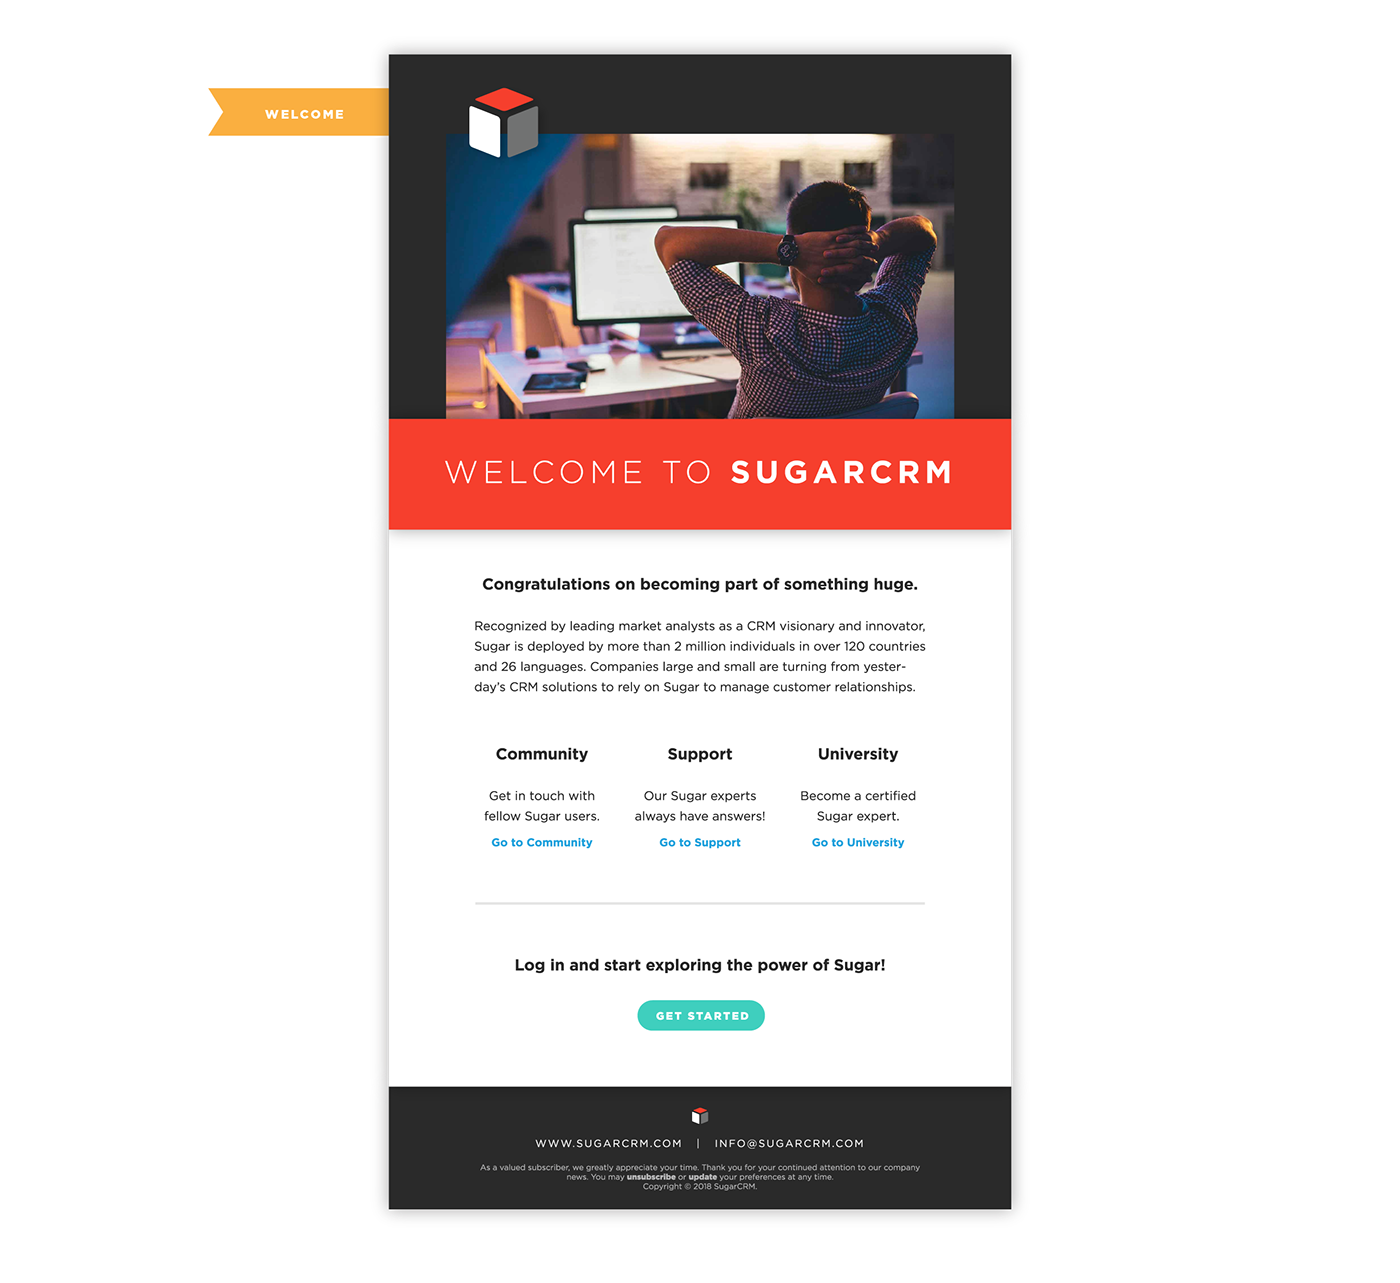 WELCOME
WELCOME TO SUGARCRM
Congratulations on becoming part of something huge.
Recognized by leading market analysts as a CRM visionary and innovator,
Sugar is deployed by more than 2 million individuals in over 120 countries
and 26 languages. Companies large and small are turning from yester-
day's CRM solutions to rely on Sugar to manage customer relationships.
Community
Get in touch with
fellow Sugar users.
Go to Community
Support
Our Sugar experts
always have answers!
Go to Support
University
Become a certified
Sugar expert.
Go to University
Log in and start exploring the power of Sugar!
GET STARTED
WWW.SUGARCRM.COM | INFO@SUGARCRM.COM
As a valued subscriber, we greatly appreciate your time. Thank you for your continued attention to our company
news. You may unsubscribe or update your preferences at any time.
Copyright © 2018 SugarCRM.